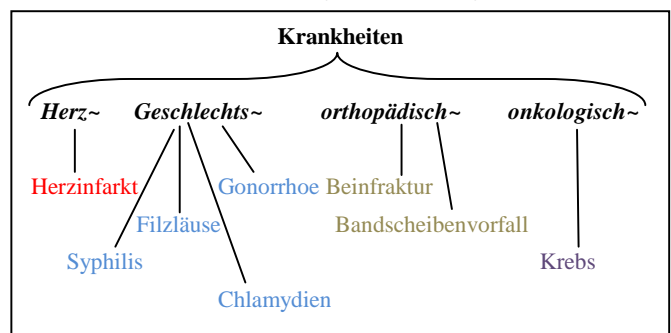 Krankheiten
Herz~ Geschlechts~ orthopädisch~ onkologisch~
Herzinfarkt Gonorrhoe Beinfraktur
Filzläuse Bandscheibenvorfall
Syphilis Krebs
Chlamydien